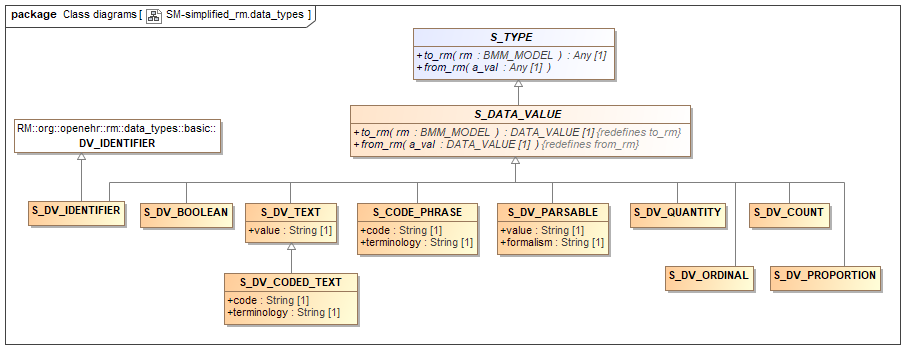 package Class diagrams [ SM-simplified_rm.data_types ]
S_TYPE
+to_rm( rm : BMM_MODEL ) : Any [1]
+from_rm( a_val : Any [1] )
S_DATA_VALUE
+to_rm( rm : BMM_MODEL ) : DATA_VALUE [1]{redefines to_rm}
+from_rm( a_val : DATA_VALUE [1] ){redefines from_rm}
RM::org::openehr::rm::data_types::basic::
DV_IDENTIFIER
S_DV_IDENTIFIER
S_DV_BOOLEAN
S_DV_TEXT
+value : String [1]
S_CODE_PHRASE
+code : String [1]
+terminology : String [1]
S_DV_PARSABLE
+value : String [1]
+formalism : String [1]
S_DV_QUANTITY
S_DV_COUNT
S_DV_ORDINAL
S_DV_PROPORTION
S_DV_CODED_TEXT
+code : String [1]
+terminology : String [1]